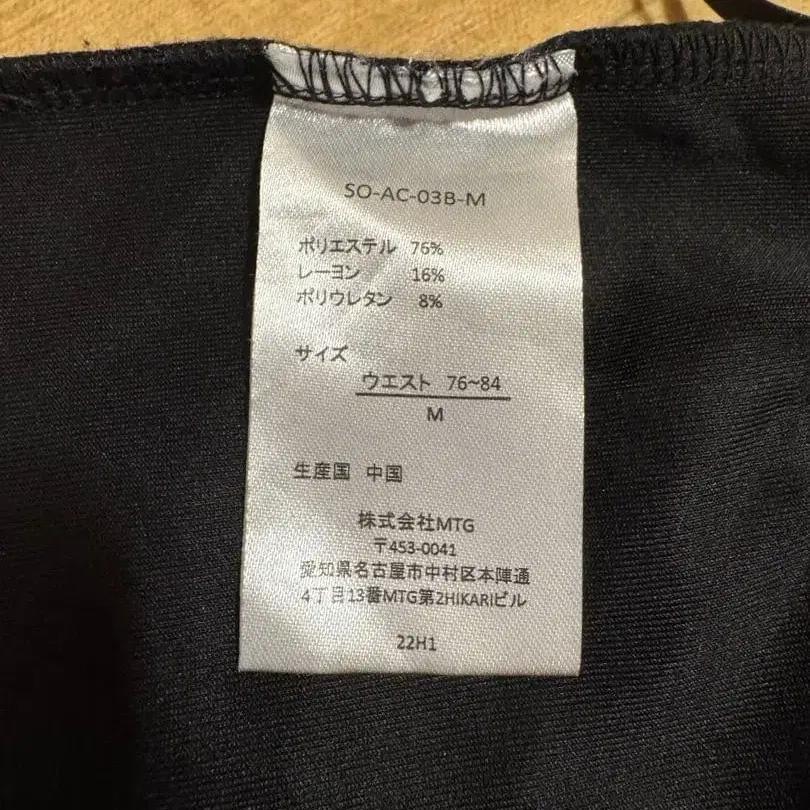 SO-AC-03B-M
ポリエステル 76%
レーヨン 16%
ポリウレタン 8%
サイズ
ウエスト 76~84
M
生産国 中国
株式会社MTG
〒453-0041
愛知県名古屋市中村区本陣通
4丁目13番MTG第2HIKARIビル
22H1